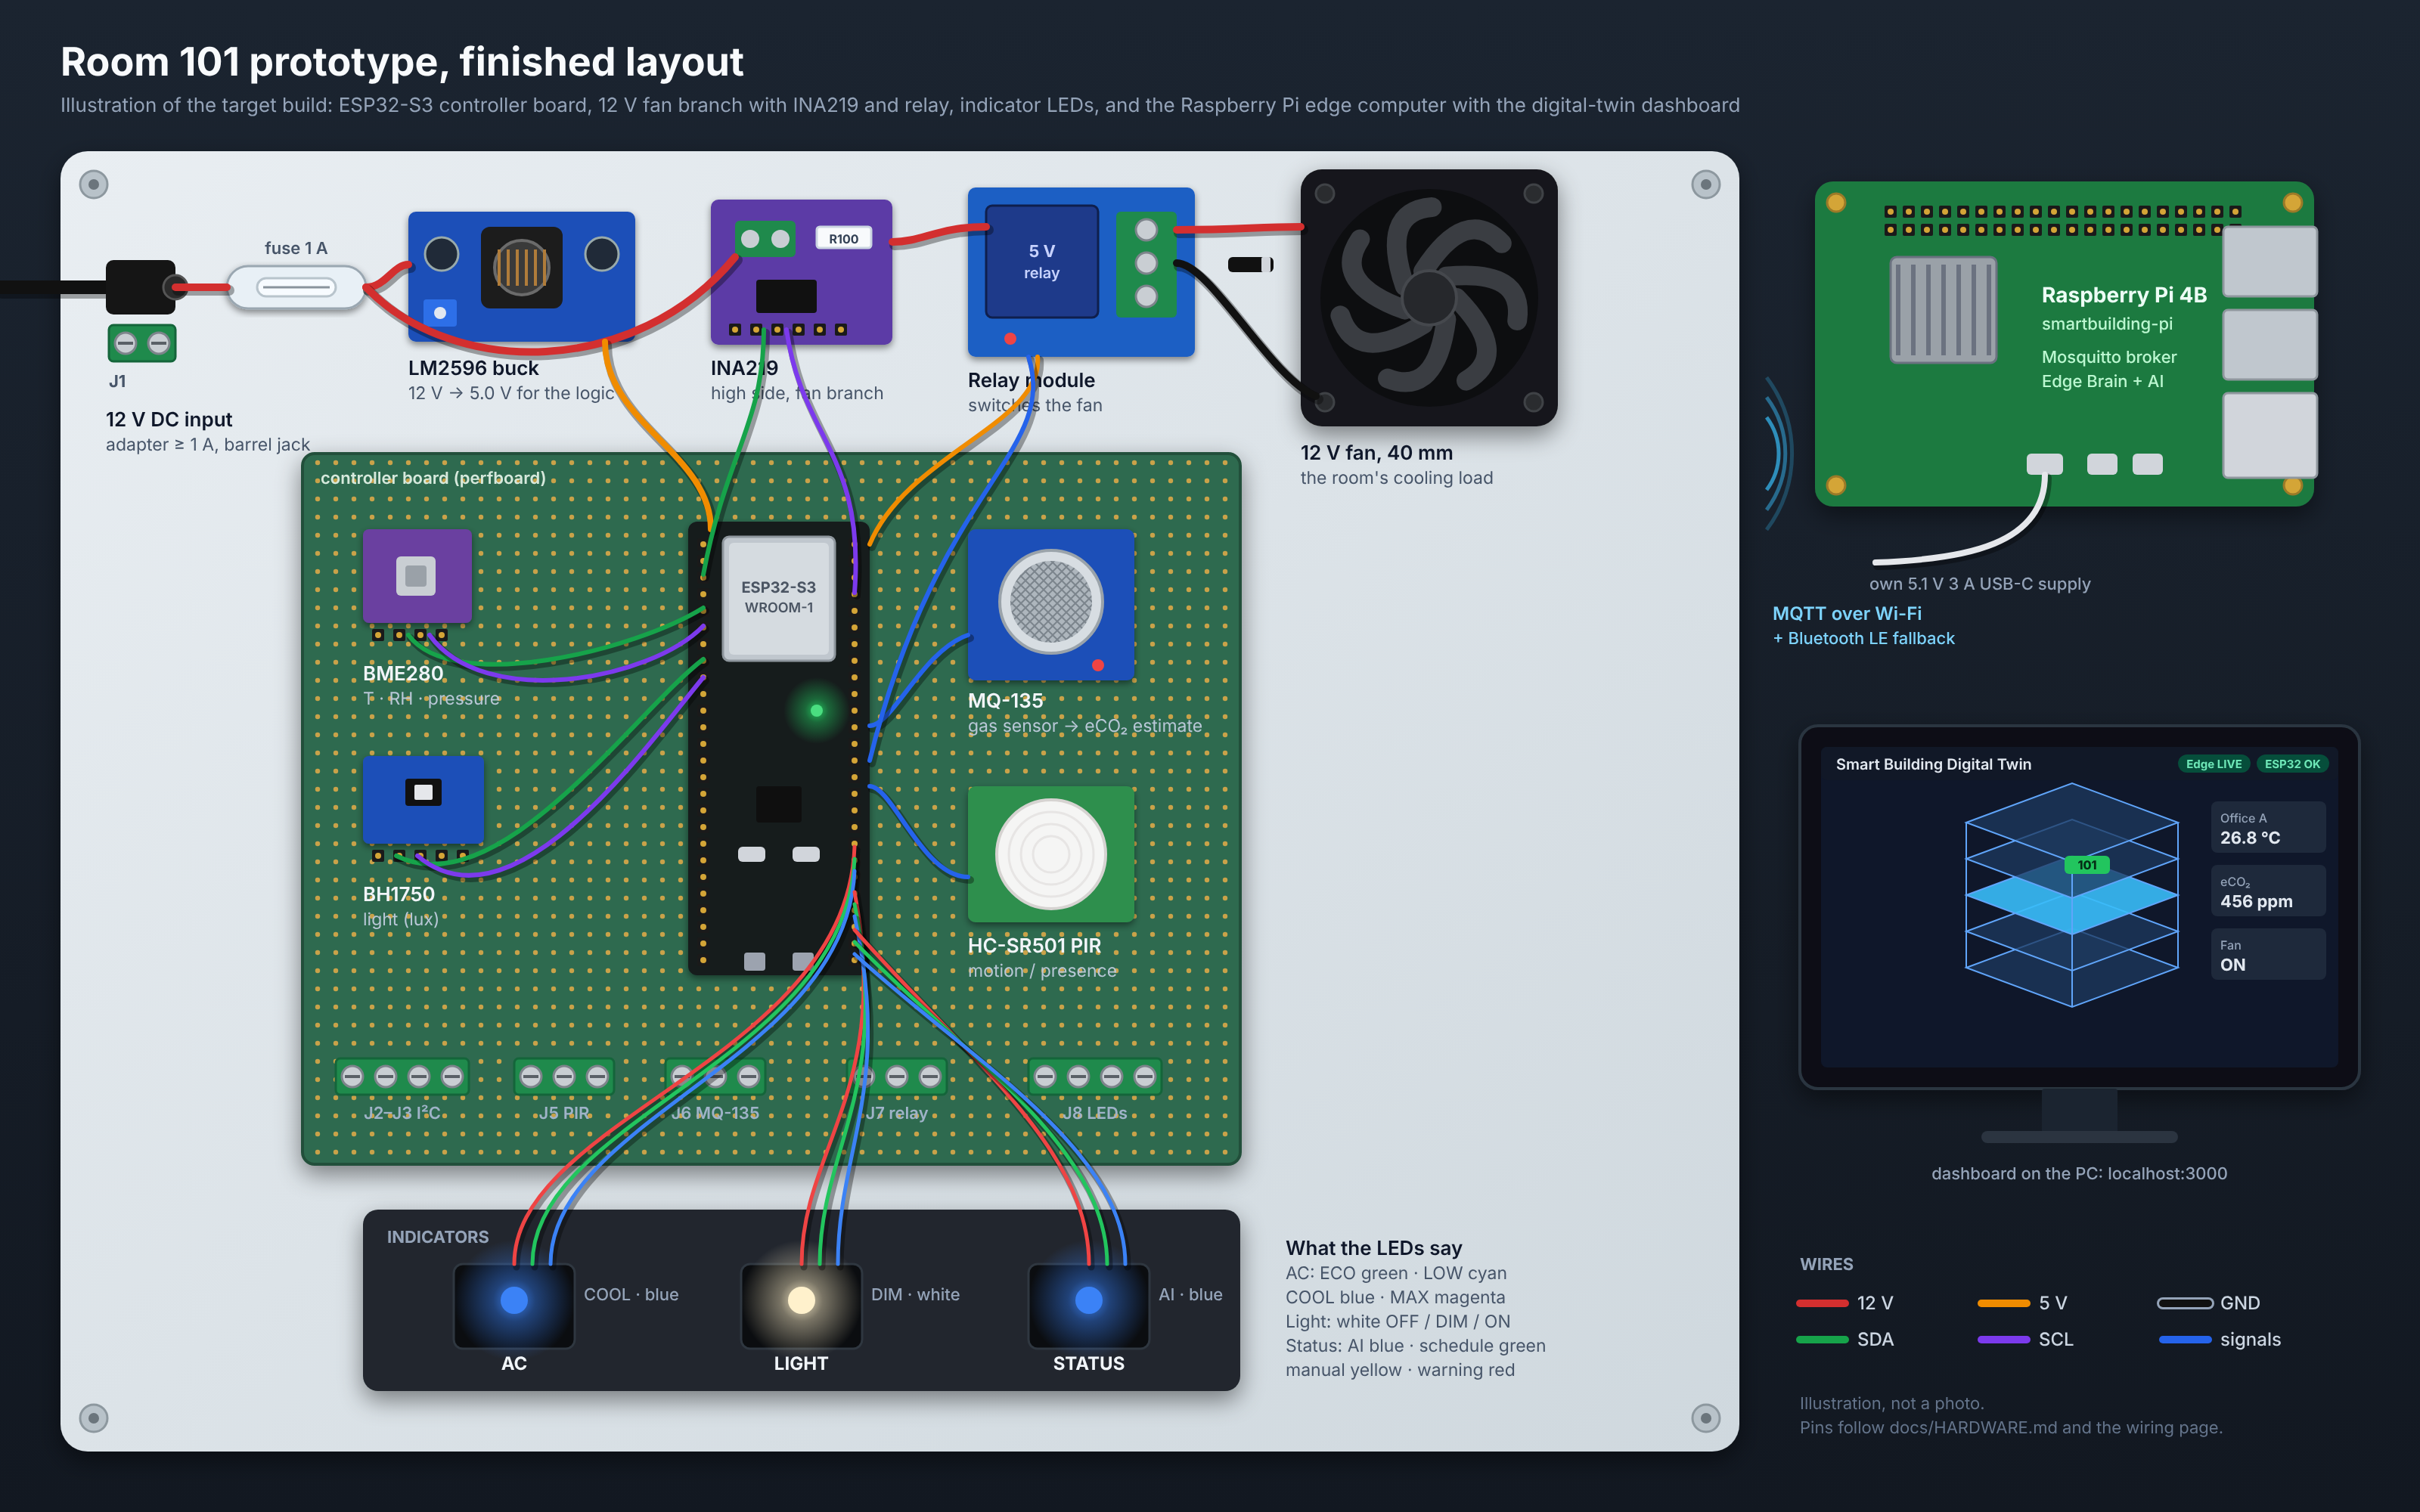 Room 101 prototype, finished layout
Illustration of the target build: ESP32-S3 controller board, 12 V fan branch with INA219 and relay, indicator LEDs, and the Raspberry Pi edge computer with the digital-twin dashboard
fuse 1 A
J1
12 V DC input
adapter ≥ 1 A, barrel jack
LM2596 buck
12 V → 5.0 V for the logic
R100
INA219
high side, fan branch
5 V
relay
Relay module
switches the fan
12 V fan, 40 mm
the room's cooling load
Raspberry Pi 4B
smartbuilding-pi
Mosquitto broker
Edge Brain + AI
own 5.1 V 3 A USB-C supply
MQTT over Wi-Fi
+ Bluetooth LE fallback
controller board (perfboard)
ESP32-S3
WROOM-1
BME280
T · RH · pressure
BH1750
light (lux)
MQ-135
gas sensor → eCO₂ estimate
HC-SR501 PIR
motion / presence
J2–J3 I²C
J5 PIR
J6 MQ-135
J7 relay
J8 LEDs
Smart Building Digital Twin
Edge LIVE
ESP32 OK
101
Office A
26.8 °C
eCO₂
456 ppm
Fan
ON
dashboard on the PC: localhost:3000
INDICATORS
COOL · blue
DIM · white
AI · blue
AC
LIGHT
STATUS
What the LEDs say
AC: ECO green · LOW cyan
COOL blue · MAX magenta
Light: white OFF / DIM / ON
Status: AI blue · schedule green
manual yellow · warning red
WIRES
12 V
5 V
GND
SDA
SCL
signals
Illustration, not a photo.
Pins follow docs/HARDWARE.md and the wiring page.